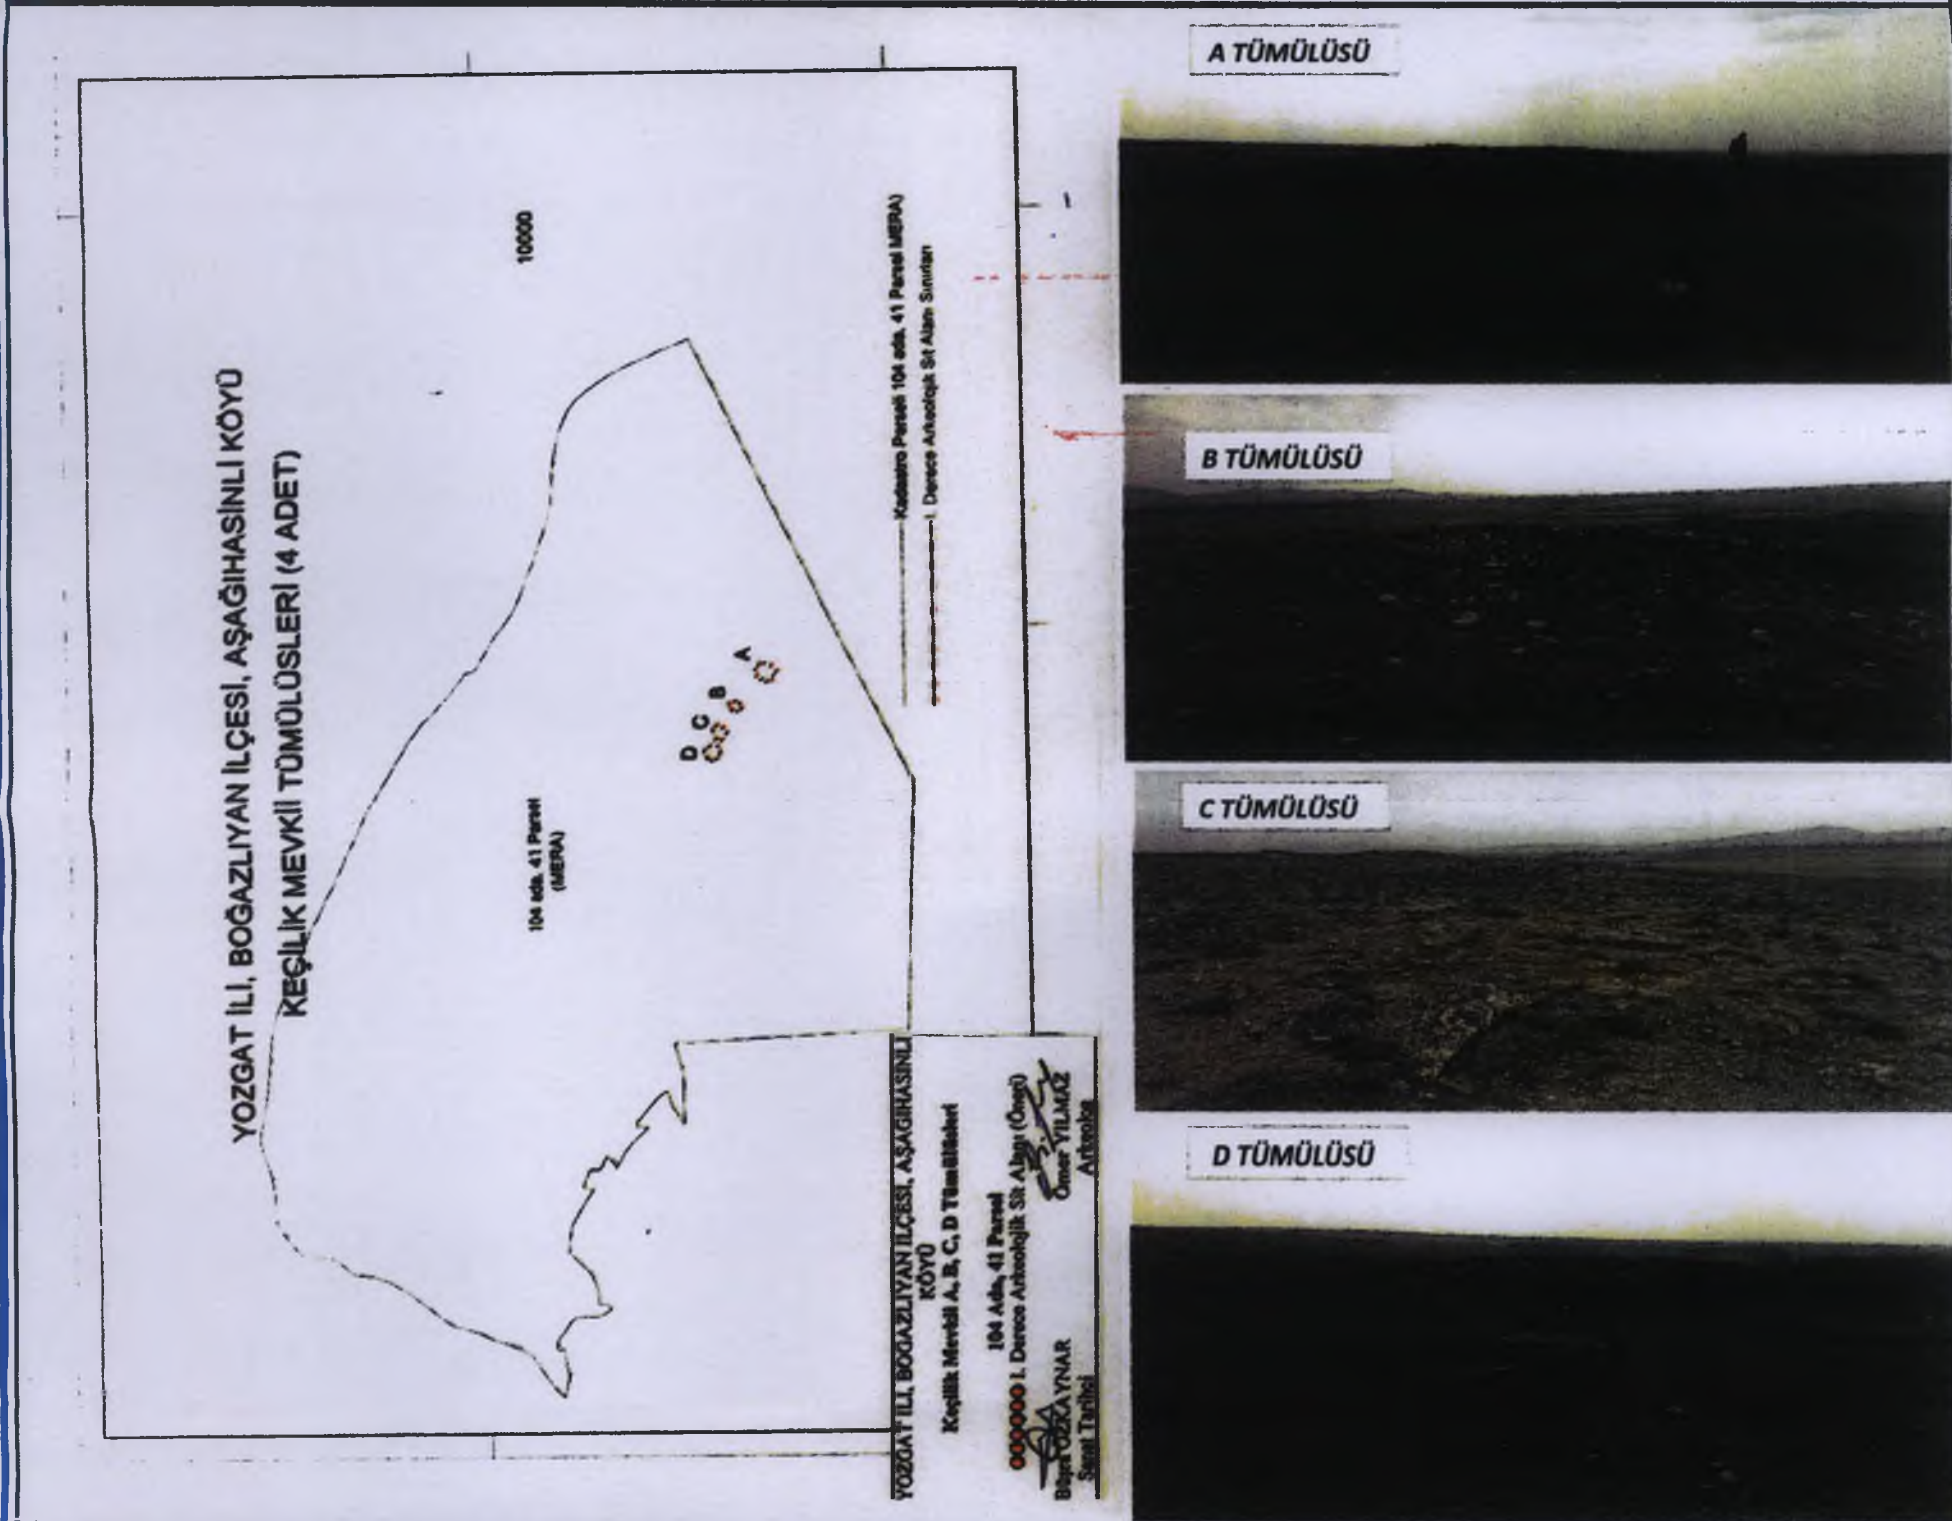 YOZGAT İLİ, BOĞAZLIYAN İLÇESİ, AŞAĞIHASİNLİ KÖYÜ
KEÇİLİK MEVKİİ TÜMÜLÜSLERİ (4 ADET)
10000
104 ada, 41 Parsel
(MERA)
D
C
B
A
Kadastro Parseli 104 ada, 41 Parsel MERA)
I. Derece Arkeolojik Sit Alanı Sınırları
YOZGAT İLİ, BOĞAZLIYAN İLÇESİ, AŞAĞIHASINLI
KÖYÜ
Keçilik Mevkii A, B, C, D Tümülüsleri
104 Ada, 41 Parsel
I. Derece Arkeolojik Sit Alanı (Öneri)
Büşra ÖZKAYNAR
Sanat Tarihçi
Ömer YILMAZ
Arkeolog
A TÜMÜLÜSÜ
B TÜMÜLÜSÜ
C TÜMÜLÜSÜ
D TÜMÜLÜSÜ